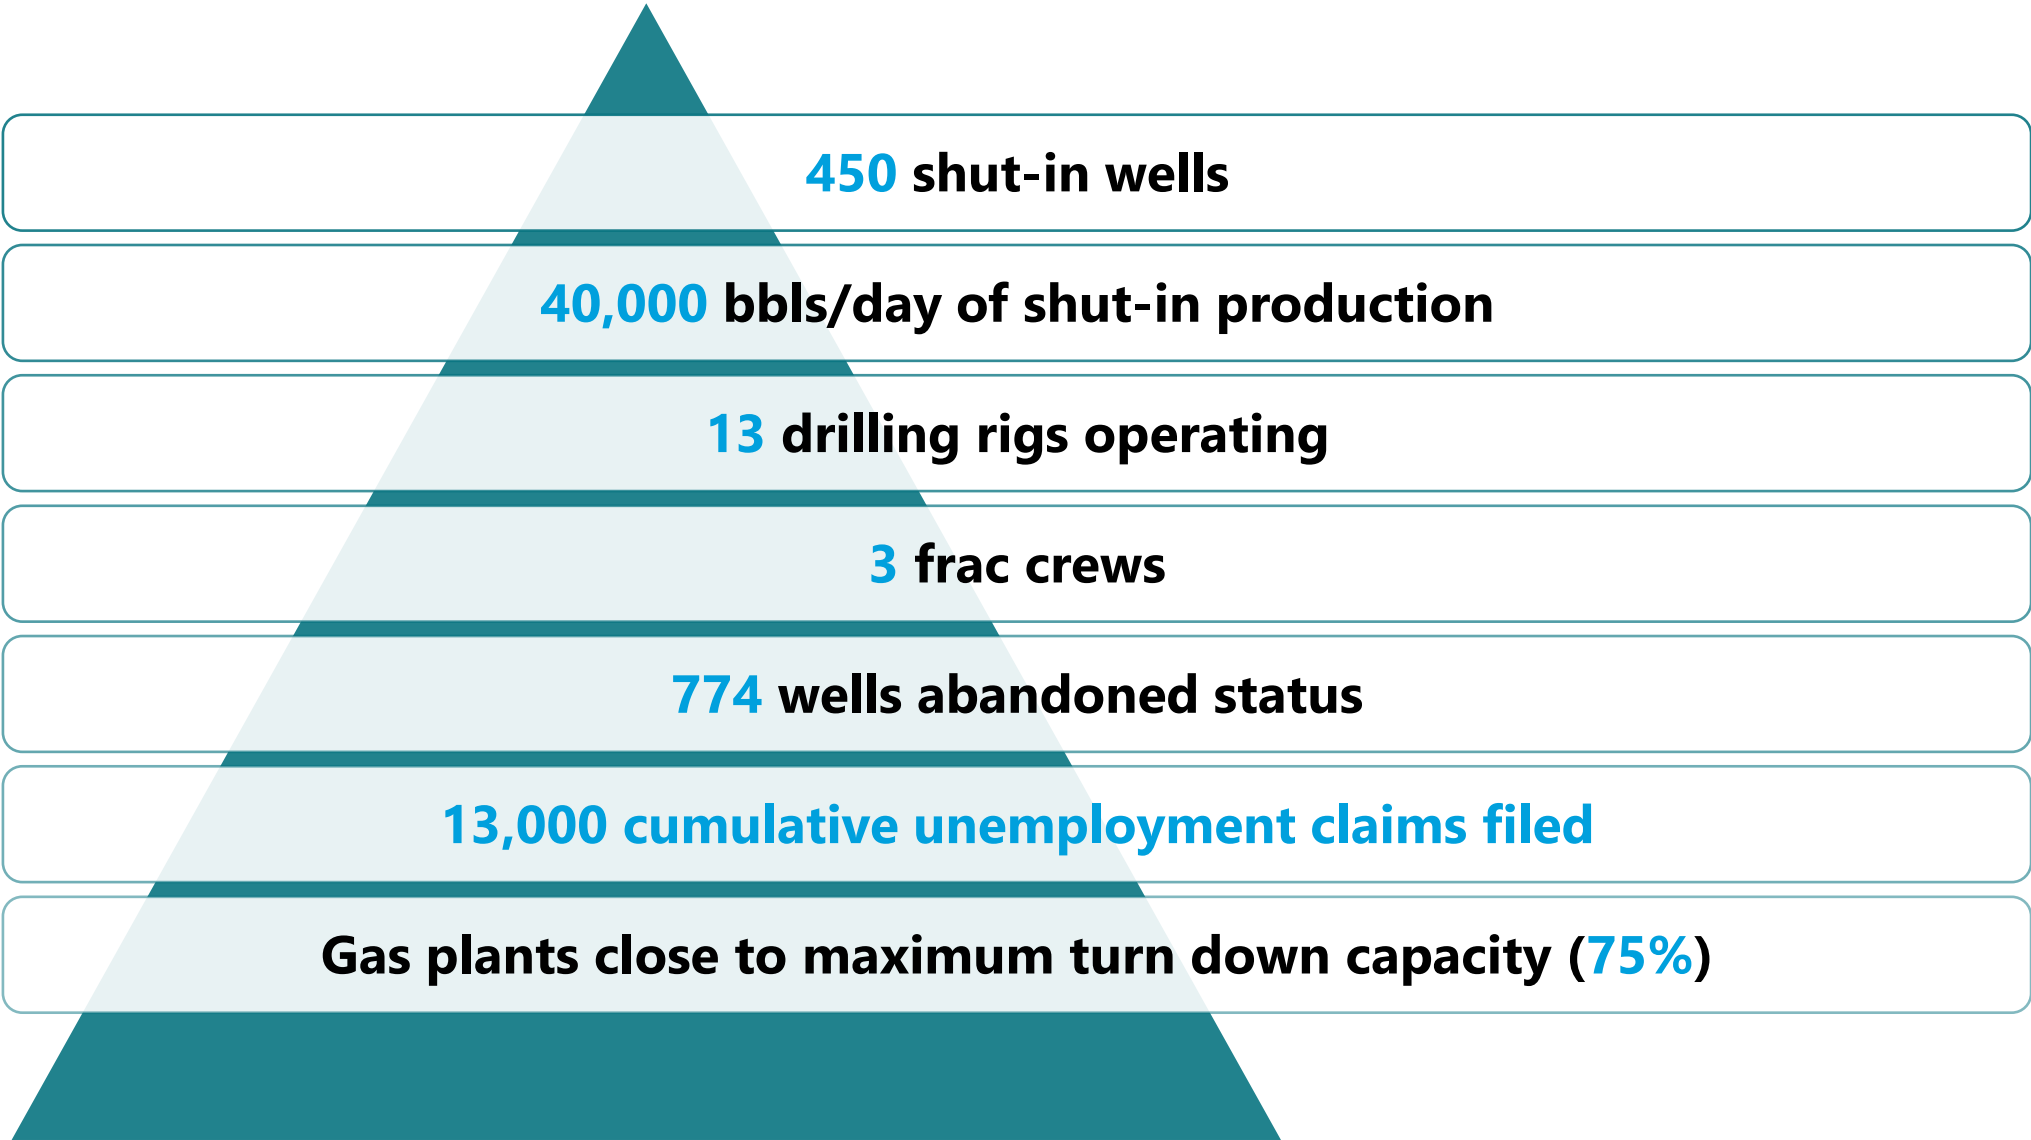 450 shut-in wells
40,000 bbls/day of shut-in production
13 drilling rigs operating
3 frac crews
774 wells abandoned status
13,000 cumulative unemployment claims filed
Gas plants close to maximum turn down capacity (75%)